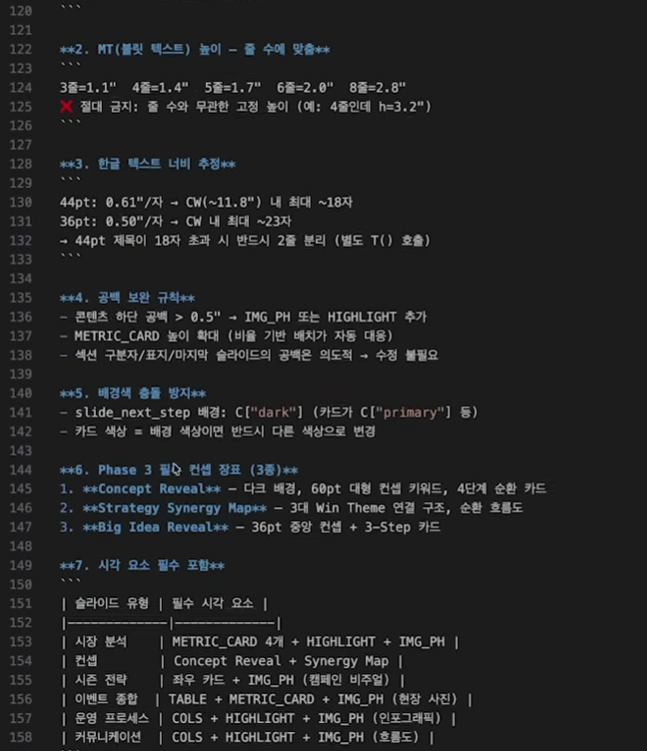 120 ```
121
122 **2. MT(불릿 텍스트) 높이 — 줄 수에 맞춤**
123 ```
124 3줄=1.1" 4줄=1.4" 5줄=1.7" 6줄=2.0" 8줄=2.8"
125 ❌ 절대 금지: 줄 수와 무관한 고정 높이 (예: 4줄인데 h=3.2")
126 ```
127
128 **3. 한글 텍스트 너비 추정**
129 ```
130 44pt: 0.61"/자 → CW(~11.8") 내 최대 ~18자
131 36pt: 0.50"/자 → CW 내 최대 ~23자
132 → 44pt 제목이 18자 초과 시 반드시 2줄 분리 (별도 T() 호출)
133 ```
134
135 **4. 공백 보완 규칙**
136 - 콘텐츠 하단 공백 > 0.5" → IMG_PH 또는 HIGHLIGHT 추가
137 - METRIC_CARD 높이 확대 (비율 기반 배치가 자동 대응)
138 - 섹션 구분자/표지/마지막 슬라이드의 공백은 의도적 → 수정 불필요
139
140 **5. 배경색 충돌 방지**
141 - slide_next_step 배경: C["dark"] (카드가 C["primary"] 등)
142 - 카드 색상 = 배경 색상이면 반드시 다른 색상으로 변경
143
144 **6. Phase 3 필수 컨셉 장표 (3종)**
145 1. **Concept Reveal** — 다크 배경, 60pt 대형 컨셉 키워드, 4단계 순환 카드
146 2. **Strategy Synergy Map** — 3대 Win Theme 연결 구조, 순환 흐름도
147 3. **Big Idea Reveal** — 36pt 중앙 컨셉 + 3-Step 카드
148
149 **7. 시각 요소 필수 포함**
150 ```
151 | 슬라이드 유형 | 필수 시각 요소 |
152 |-------------|-------------|
153 | 시장 분석 | METRIC_CARD 4개 + HIGHLIGHT + IMG_PH |
154 | 컨셉 | Concept Reveal + Synergy Map |
155 | 시즌 전략 | 좌우 카드 + IMG_PH (캠페인 비주얼) |
156 | 이벤트 종합 | TABLE + METRIC_CARD + IMG_PH (현장 사진) |
157 | 운영 프로세스 | COLS + HIGHLIGHT + IMG_PH (인포그래픽) |
158 | 커뮤니케이션 | COLS + HIGHLIGHT + IMG_PH (흐름도) |